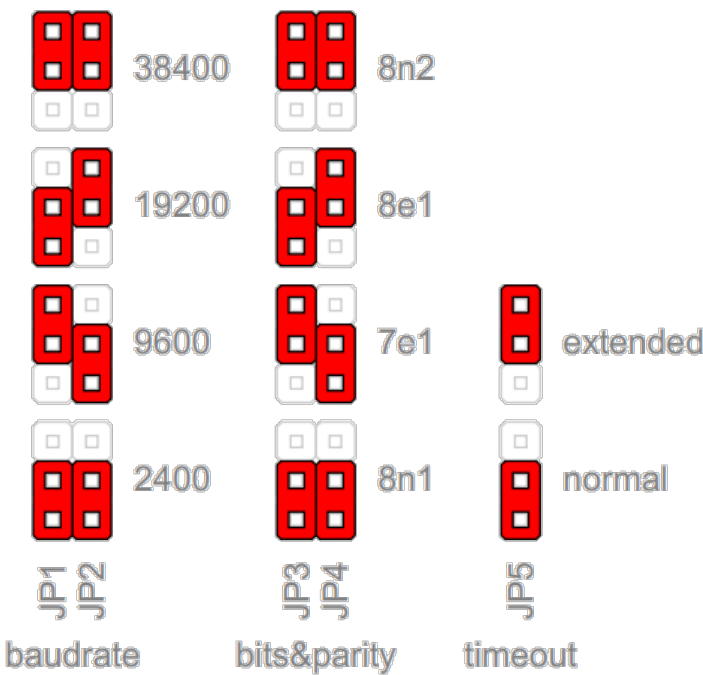 38400 8n2
19200 8e1
9600 7e1 extended
2400 8n1 normal
JP1 JP2 JP3 JP4 JP5
baudrate bits&parity timeout